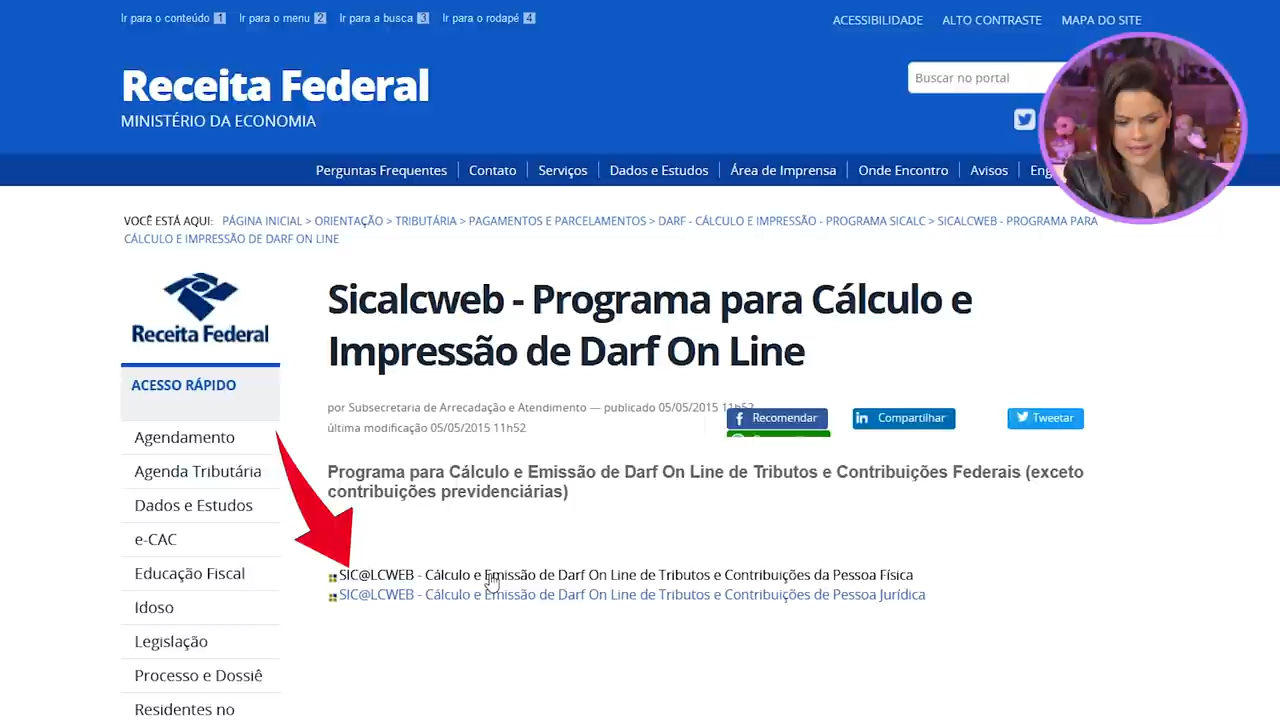 Ir para o conteúdo 1 Ir para o menu 2 Ir para a busca 3 Ir para o rodapé 4
ACESSIBILIDADE ALTO CONTRASTE MAPA DO SITE
Receita Federal
MINISTÉRIO DA ECONOMIA
Buscar no portal
Perguntas Frequentes Contato Serviços Dados e Estudos Área de Imprensa Onde Encontro Avisos Eng
VOCÊ ESTÁ AQUI: PÁGINA INICIAL > ORIENTAÇÃO > TRIBUTÁRIA > PAGAMENTOS E PARCELAMENTOS > DARF - CÁLCULO E IMPRESSÃO - PROGRAMA SICALC > SICALCWEB - PROGRAMA PARA
CÁLCULO E IMPRESSÃO DE DARF ON LINE
Receita Federal
ACESSO RÁPIDO
Agendamento
Agenda Tributária
Dados e Estudos
e-CAC
Educação Fiscal
Idoso
Legislação
Processo e Dossiê
Residentes no
Sicalcweb - Programa para Cálculo e
Impressão de Darf On Line
por Subsecretaria de Arrecadação e Atendimento — publicado 05/05/2015 11h52
última modificação 05/05/2015 11h52
Recomendar Compartilhar Tweetar
Programa para Cálculo e Emissão de Darf On Line de Tributos e Contribuições Federais (exceto
contribuições previdenciárias)
SIC@LCWEB - Cálculo e Emissão de Darf On Line de Tributos e Contribuições da Pessoa Física
SIC@LCWEB - Cálculo e Emissão de Darf On Line de Tributos e Contribuições de Pessoa Jurídica